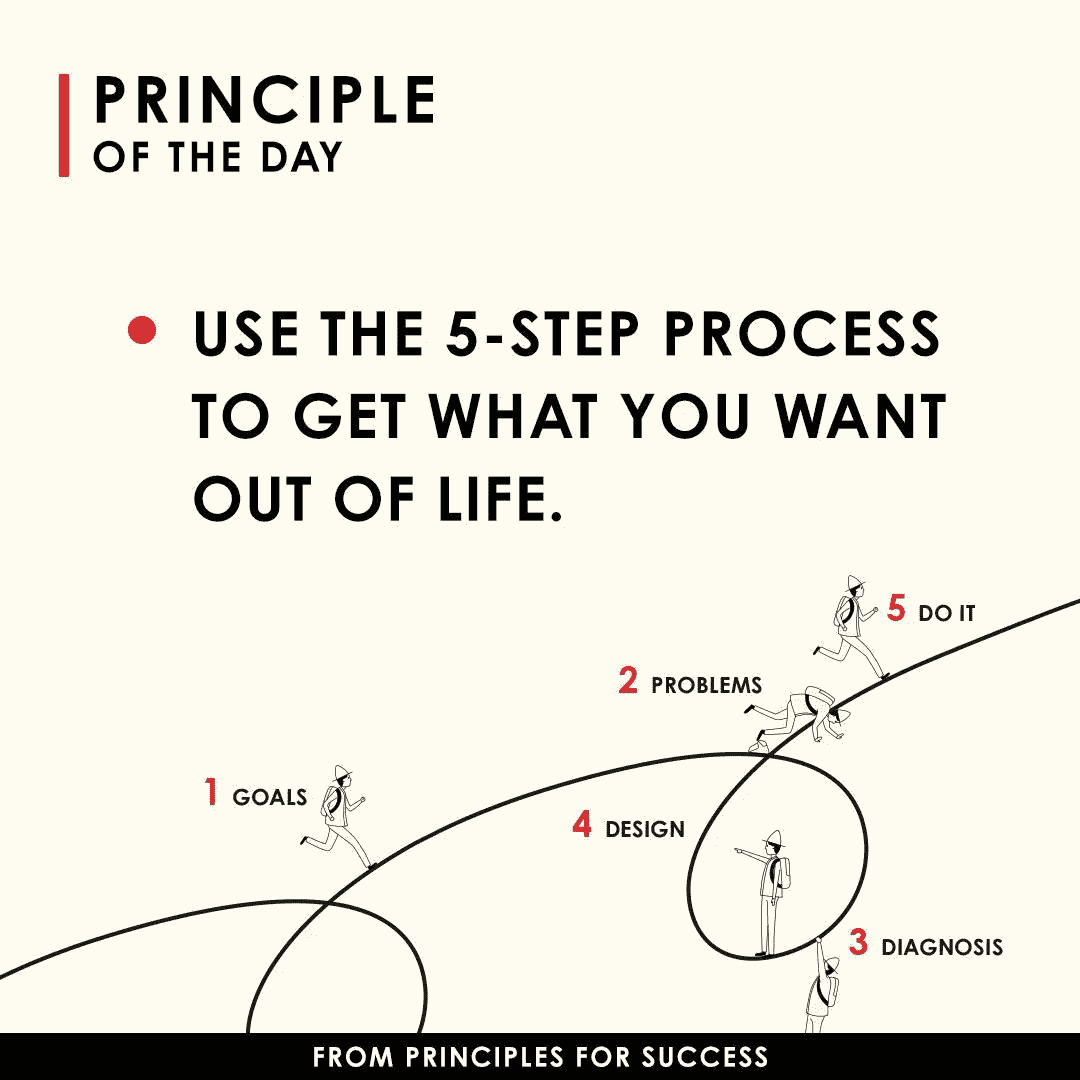 PRINCIPLE
OF THE DAY
USE THE 5-STEP PROCESS
TO GET WHAT YOU WANT
OUT OF LIFE.
5 DO IT
2 PROBLEMS
1 GOALS
4 DESIGN
3 DIAGNOSIS
FROM PRINCIPLES FOR SUCCESS